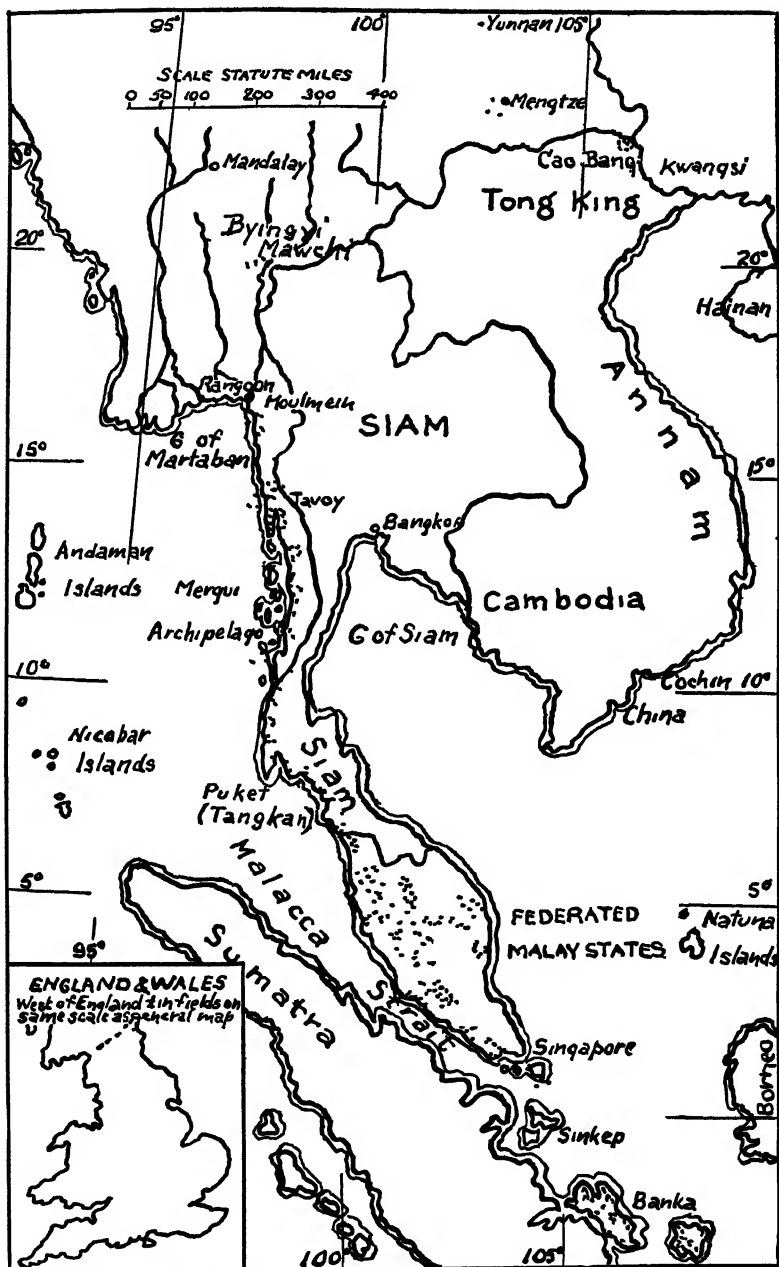 95° 100° Yunnan 105°
SCALE STATUTE MILES
0 50 100 200 300 400
Mengtze
Mandalay
Cao Bang
Kwangsi
Tong King
Byingyi
Mawchi
20° 20°
Hainan
Rangoon
Moulmein
SIAM
Annam
G of
Martaban
15° 15°
Tavoy
Bangkok
Andaman
Islands
Mergui
Archipelago
Cambodia
G of Siam
10° Cochin 10°
China
Nicobar
Islands
Siam
Puket
(Tangkah)
Malacca
Strait
5° 5°
FEDERATED
MALAY STATES
Natuna
Islands
95°
Sumatra
ENGLAND & WALES
West of England tin fields on
same scale as general map
Singapore
Borneo
Sinkep
Banka
100° 105°